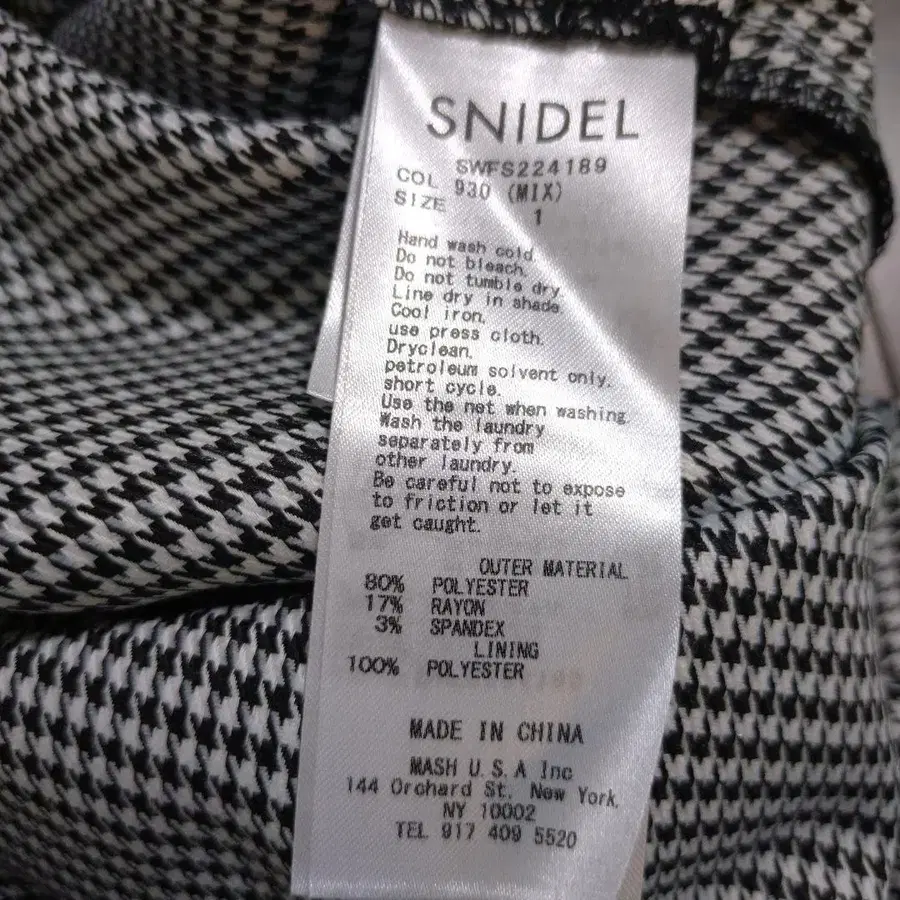 SNIDEL
SWFS224189
COL 930 (MIX)
SIZE 1
Hand wash cold.
Do not bleach.
Do not tumble dry.
Line dry in shade.
Cool iron.
use press cloth.
Dryclean.
petroleum solvent only.
short cycle.
Use the net when washing.
Wash the laundry
separately from
other laundry.
Be careful not to expose
to friction or let it
get caught.
OUTER MATERIAL
80% POLYESTER
17% RAYON
3% SPANDEX
LINING
100% POLYESTER
MADE IN CHINA
MASH U.S.A Inc
144 Orchard St. New York.
NY 10002
TEL 917 409 5520